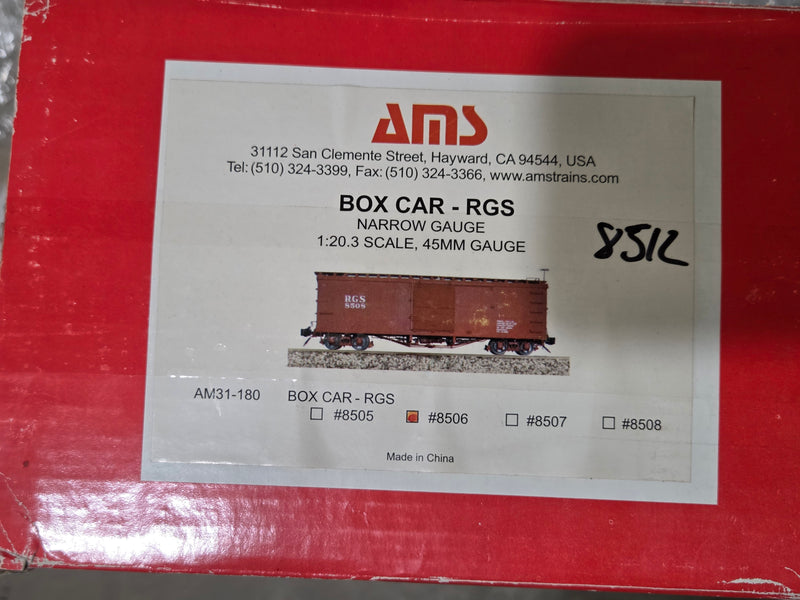 AMS
31112 San Clemente Street, Hayward, CA 94544, USA
Tel: (510) 324-3399, Fax: (510) 324-3366, www.amstrains.com
BOX CAR - RGS
NARROW GAUGE
1:20.3 SCALE, 45MM GAUGE
8512
RGS
8508
AM31-180 BOX CAR - RGS
#8505 #8506 #8507 #8508
Made in China